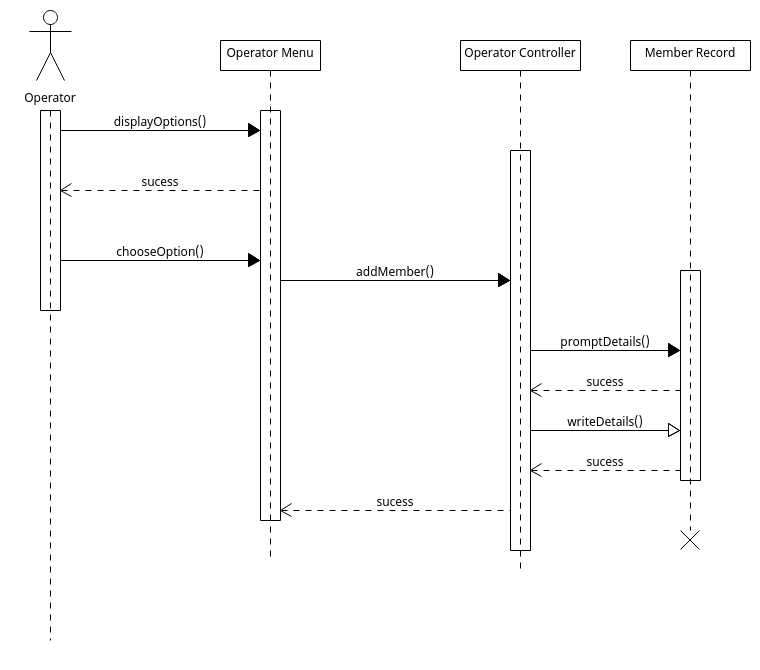 Operator Menu
Operator Controller
Member Record
Operator
displayOptions()
sucess
chooseOption()
addMember()
promptDetails()
sucess
writeDetails()
sucess
sucess